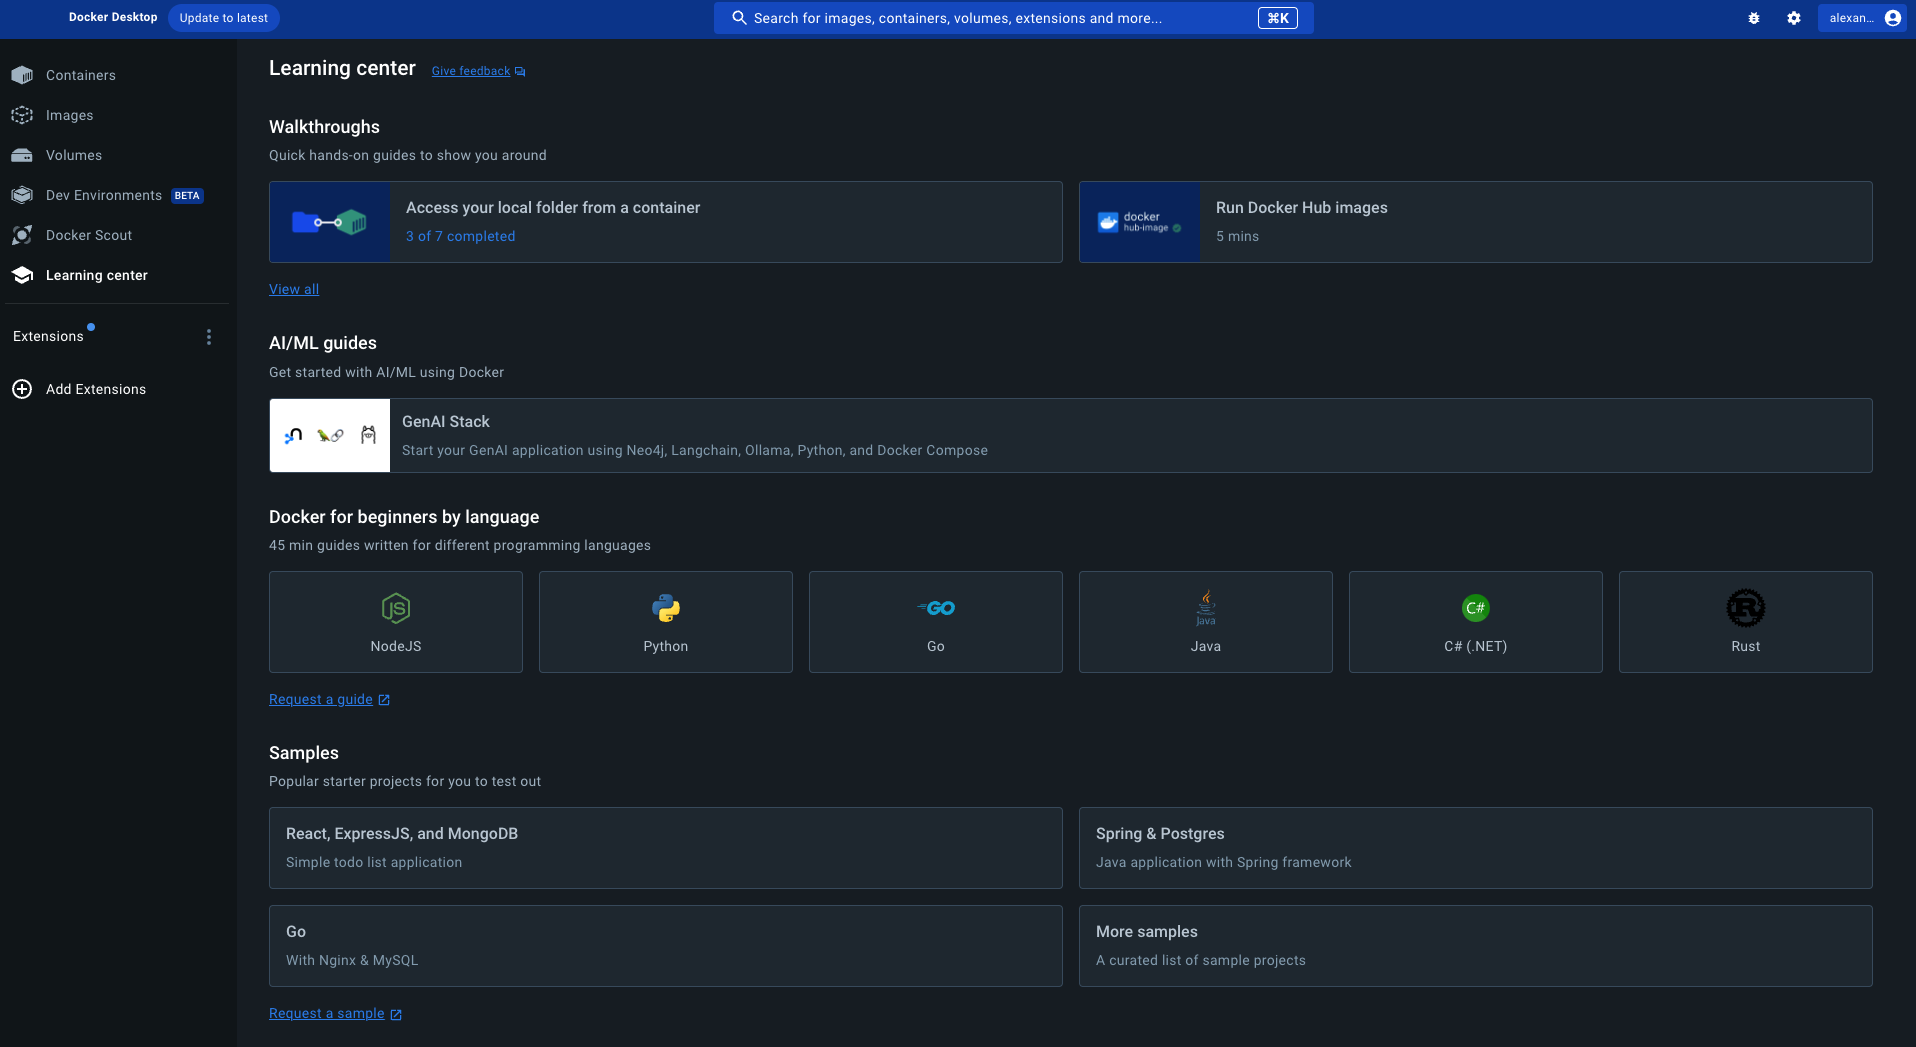 Docker Desktop
Update to latest
Search for images, containers, volumes, extensions and more...
⌘K
alexan...
Containers
Images
Volumes
Dev Environments BETA
Docker Scout
Learning center
Extensions
Add Extensions
Learning center
Give feedback
Walkthroughs
Quick hands-on guides to show you around
Access your local folder from a container
3 of 7 completed
docker
hub-image
Run Docker Hub images
5 mins
View all
AI/ML guides
Get started with AI/ML using Docker
GenAI Stack
Start your GenAI application using Neo4j, Langchain, Ollama, Python, and Docker Compose
Docker for beginners by language
45 min guides written for different programming languages
JS
NodeJS
Python
GO
Go
Java
Java
C#
C# (.NET)
R
Rust
Request a guide
Samples
Popular starter projects for you to test out
React, ExpressJS, and MongoDB
Simple todo list application
Spring & Postgres
Java application with Spring framework
Go
With Nginx & MySQL
More samples
A curated list of sample projects
Request a sample